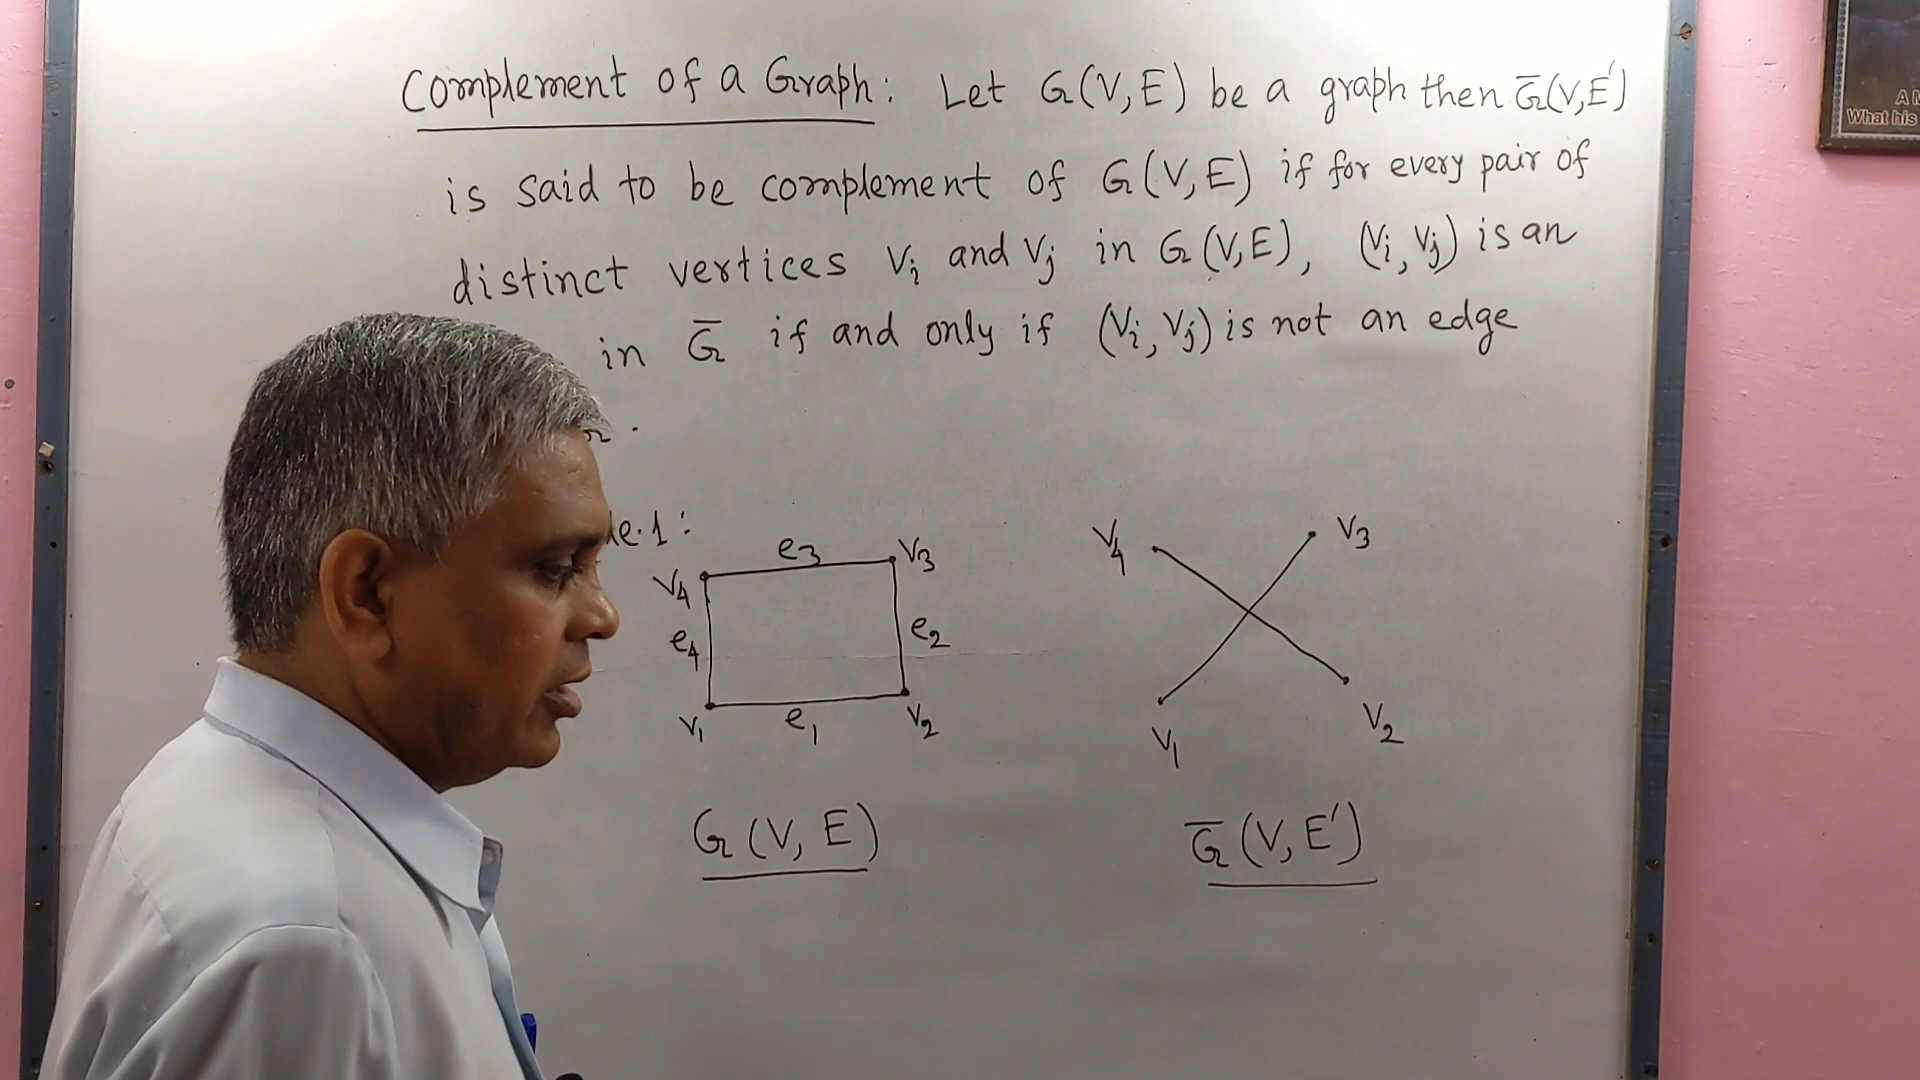 Complement of a Graph: Let G(V,E) be a graph then G̅(V,E')
is said to be complement of G(V,E) if for every pair of
distinct vertices Vi and Vj in G(V,E), (Vi, Vj) is an
in G̅ if and only if (Vi, Vj) is not an edge
le.1:
e3
V3
V4
e4
e2
V1
e1
V2
G(V, E)
V4
V3
V1
V2
G̅(V, E')
What his